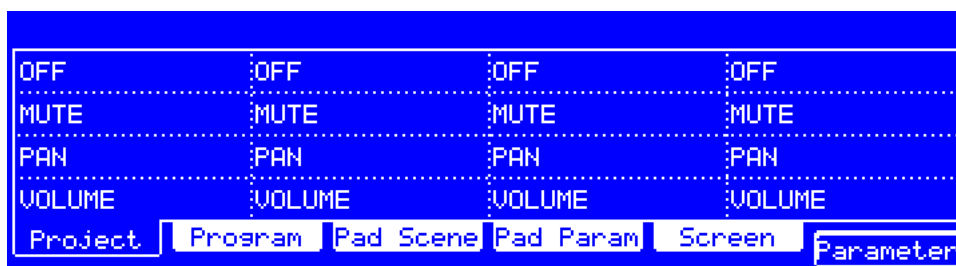 OFF OFF OFF OFF
MUTE MUTE MUTE MUTE
PAN PAN PAN PAN
VOLUME VOLUME VOLUME VOLUME
Project Program Pad Scene Pad Param Screen Parameter